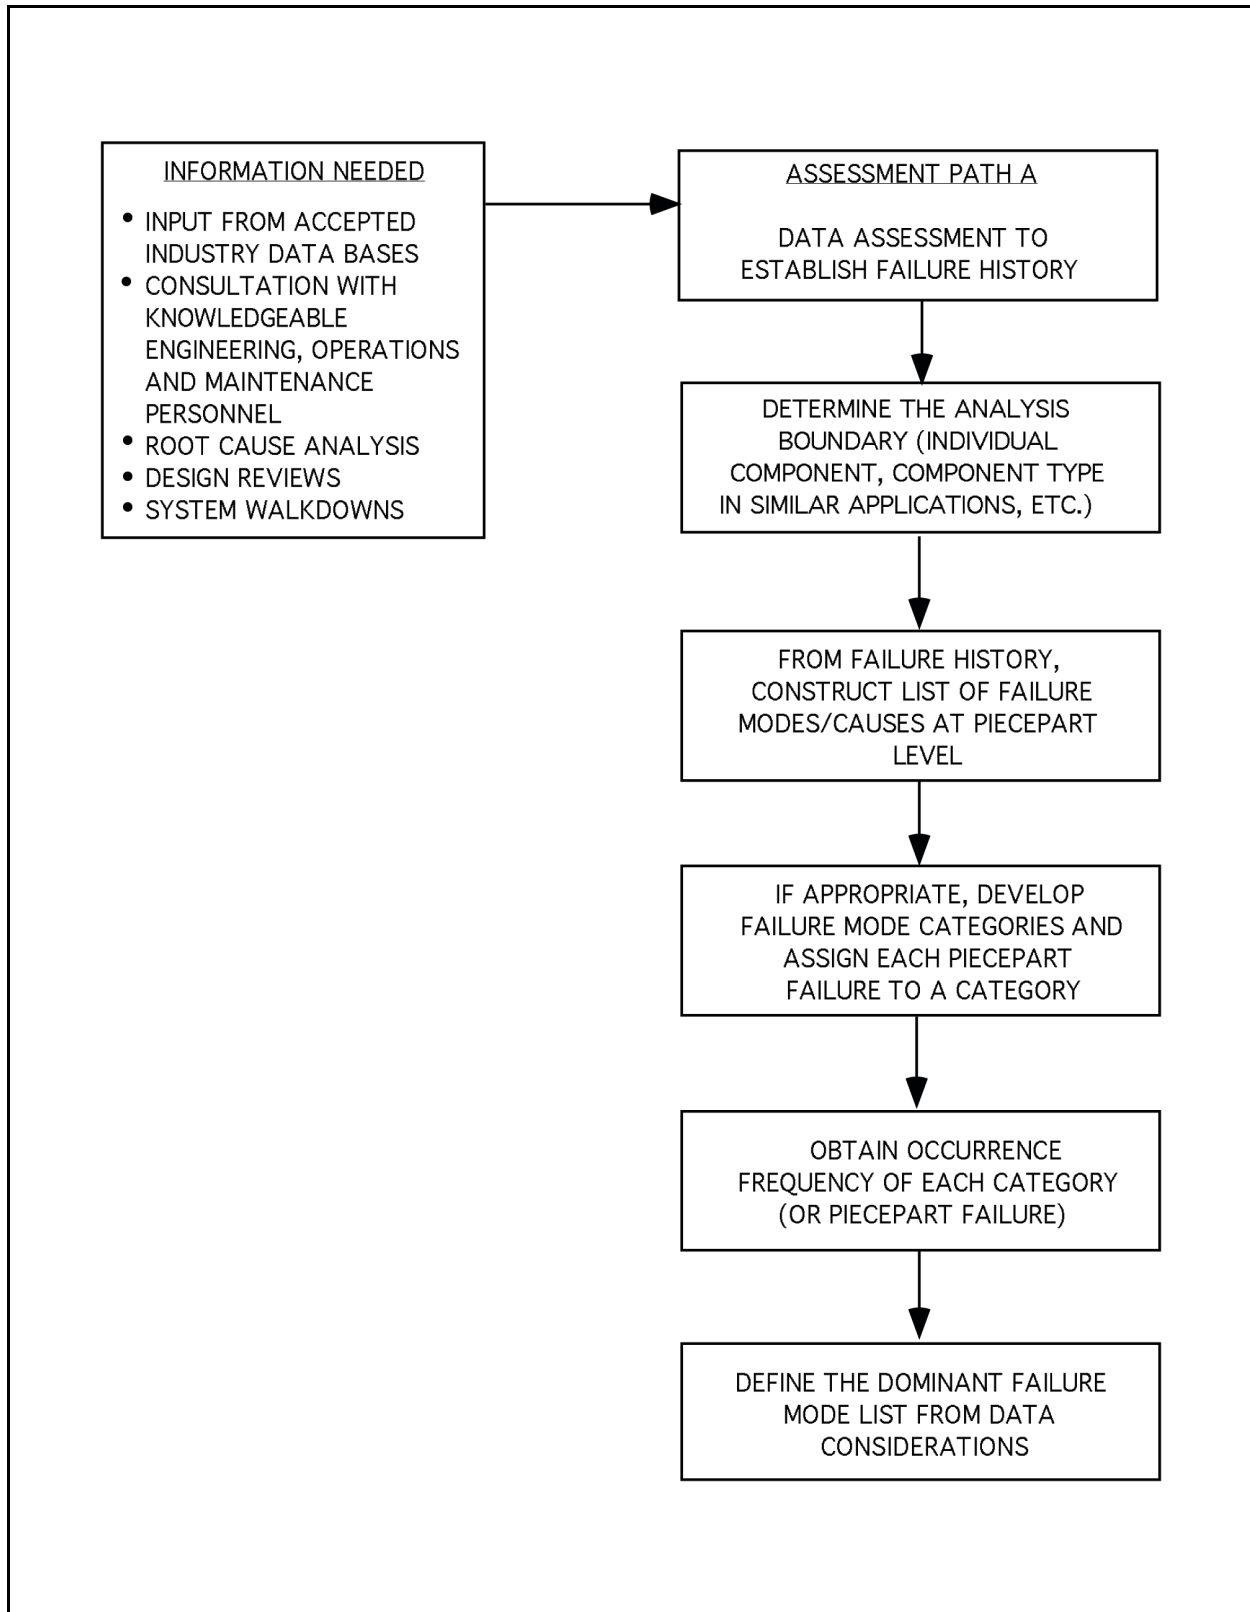 INFORMATION NEEDED
• INPUT FROM ACCEPTED
INDUSTRY DATA BASES
• CONSULTATION WITH
KNOWLEDGEABLE
ENGINEERING, OPERATIONS
AND MAINTENANCE
PERSONNEL
• ROOT CAUSE ANALYSIS
• DESIGN REVIEWS
• SYSTEM WALKDOWNS
ASSESSMENT PATH A
DATA ASSESSMENT TO
ESTABLISH FAILURE HISTORY
DETERMINE THE ANALYSIS
BOUNDARY (INDIVIDUAL
COMPONENT, COMPONENT TYPE
IN SIMILAR APPLICATIONS, ETC.)
FROM FAILURE HISTORY,
CONSTRUCT LIST OF FAILURE
MODES/CAUSES AT PIECEPART
LEVEL
IF APPROPRIATE, DEVELOP
FAILURE MODE CATEGORIES AND
ASSIGN EACH PIECEPART
FAILURE TO A CATEGORY
OBTAIN OCCURRENCE
FREQUENCY OF EACH CATEGORY
(OR PIECEPART FAILURE)
DEFINE THE DOMINANT FAILURE
MODE LIST FROM DATA
CONSIDERATIONS